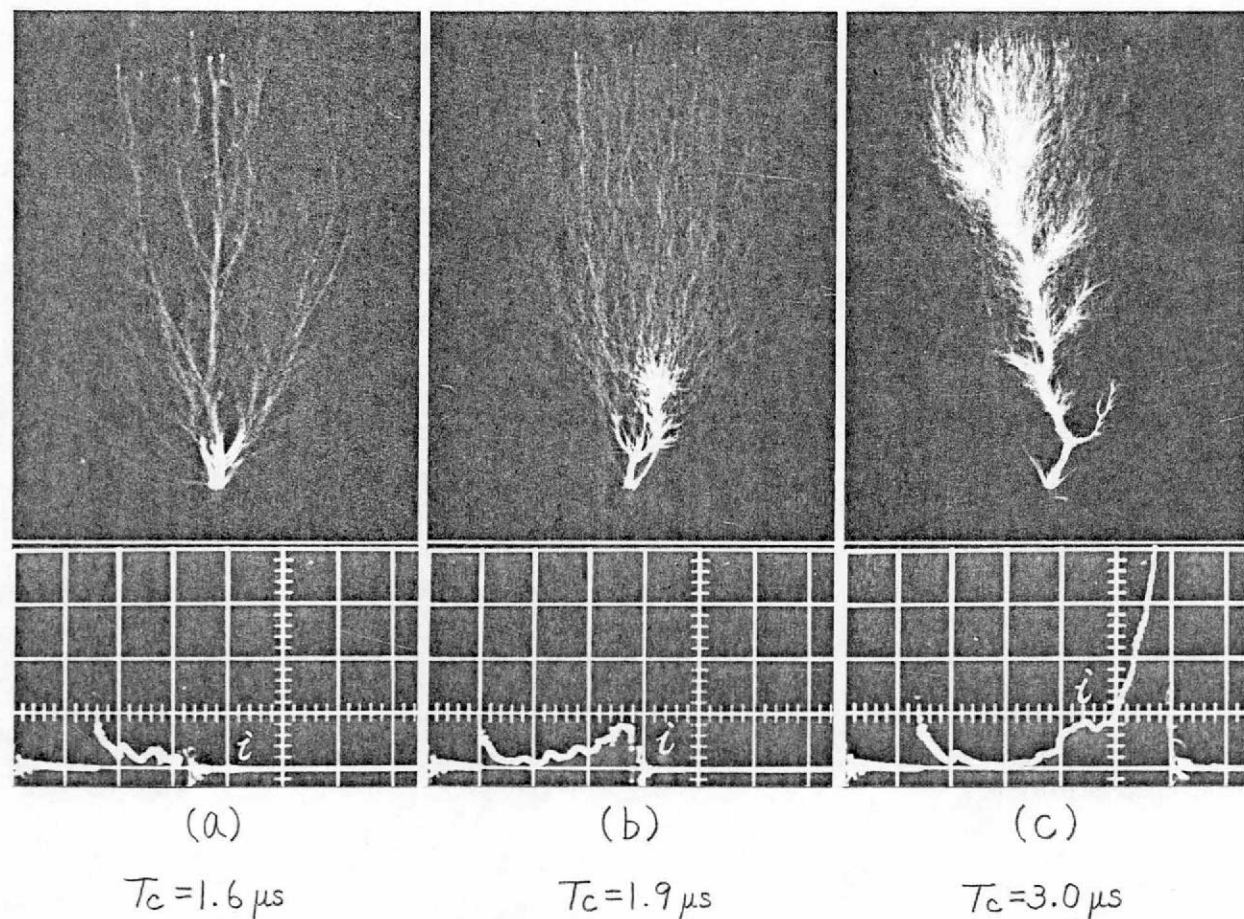 i
i
i
(a)
(b)
(c)
Tc=1.6 μs
Tc=1.9 μs
Tc=3.0 μs